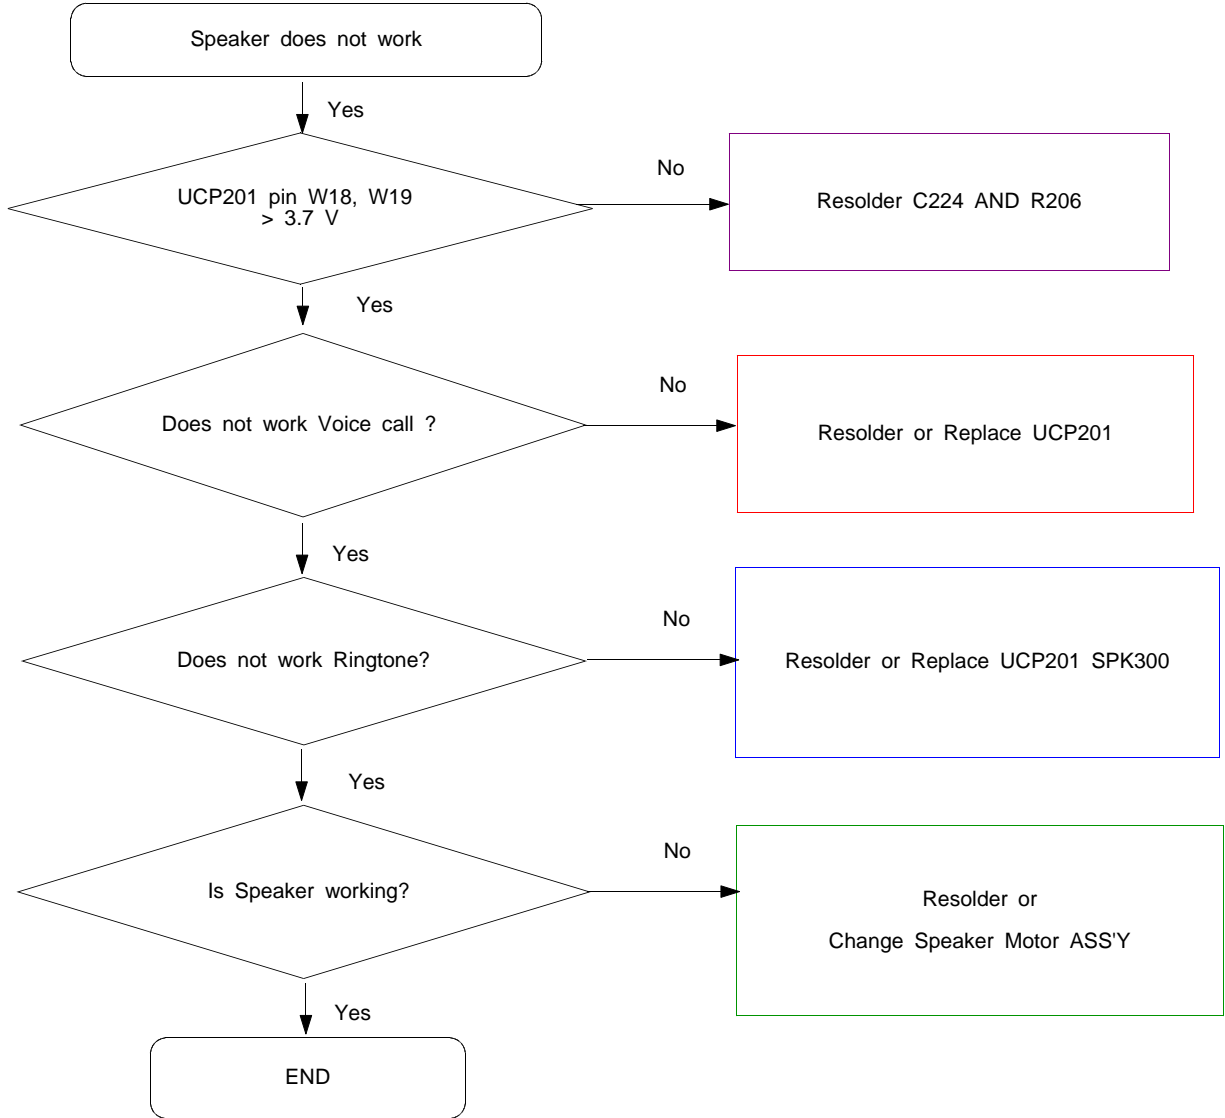 Speaker does not work
Yes
UCP201 pin W18, W19
> 3.7 V
No
Resolder C224 AND R206
Yes
Does not work Voice call ?
No
Resolder or Replace UCP201
Yes
Does not work Ringtone?
No
Resolder or Replace UCP201 SPK300
Yes
Is Speaker working?
No
Resolder or
Change Speaker Motor ASS'Y
Yes
END